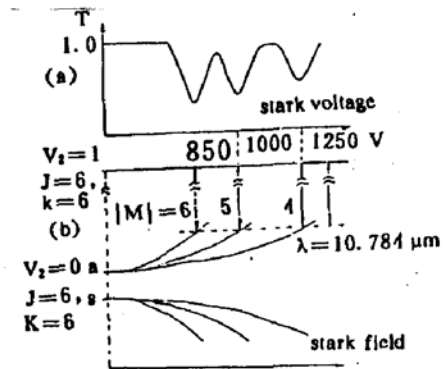 T
1.0
(a)
stark voltage
V₂=1
850 1000 1250 V
J=6,
k=6
|M|=6 5 4
(b)
λ=10.784 μm
V₂=0 a
J=6, s
K=6
stark field